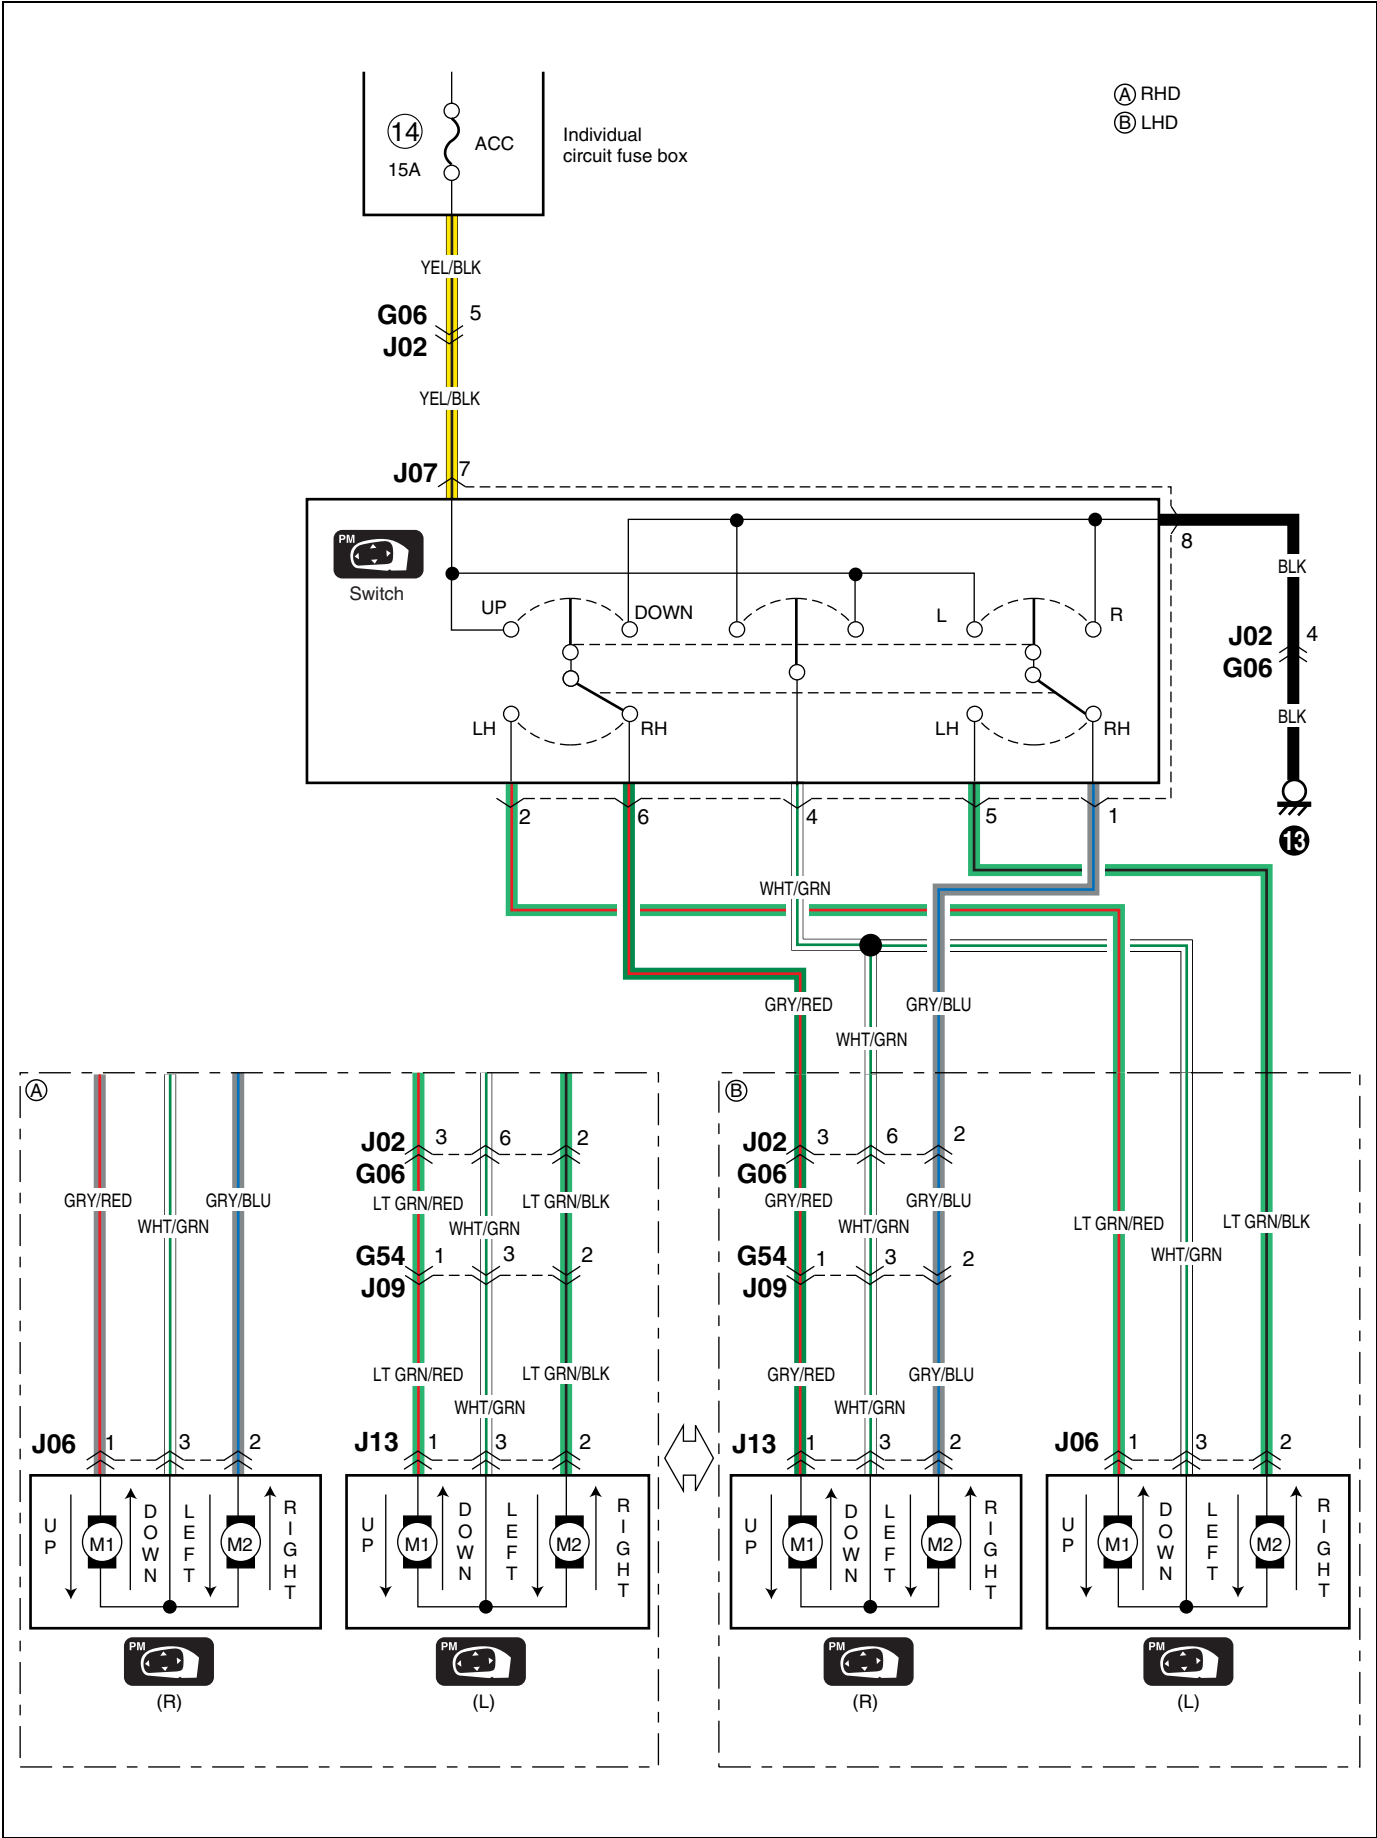 Ⓐ RHD
Ⓑ LHD
14
15A
ACC
Individual
circuit fuse box
YEL/BLK
G06 5
J02
YEL/BLK
J07 7
PM
Switch
8
BLK
UP DOWN L R
J02 4
G06
LH RH LH RH
BLK
2 6 4 5 1
13
WHT/GRN
GRY/RED GRY/BLU
WHT/GRN
Ⓐ Ⓑ
J02 3 6 2 J02 3 6 2
G06 G06
GRY/RED GRY/BLU LT GRN/RED LT GRN/BLK GRY/RED GRY/BLU
WHT/GRN WHT/GRN WHT/GRN LT GRN/RED LT GRN/BLK
G54 1 3 2 G54 1 3 2 WHT/GRN
J09 J09
LT GRN/RED LT GRN/BLK GRY/RED GRY/BLU
WHT/GRN WHT/GRN
J06 1 3 2 J13 1 3 2 J13 1 3 2 J06 1 3 2
UP M1 DOWN LEFT M2 RIGHT
UP M1 DOWN LEFT M2 RIGHT
UP M1 DOWN LEFT M2 RIGHT
UP M1 DOWN LEFT M2 RIGHT
PM PM PM PM
(R) (L) (R) (L)